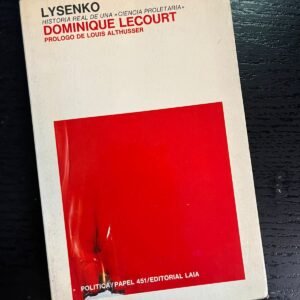 LYSENKO
HISTORIA REAL DE UNA «CIENCIA PROLETARIA»
DOMINIQUE LECOURT
PROLOGO DE LOUIS ALTHUSSER
POLITICA/PAPEL 451/EDITORIAL LAIA